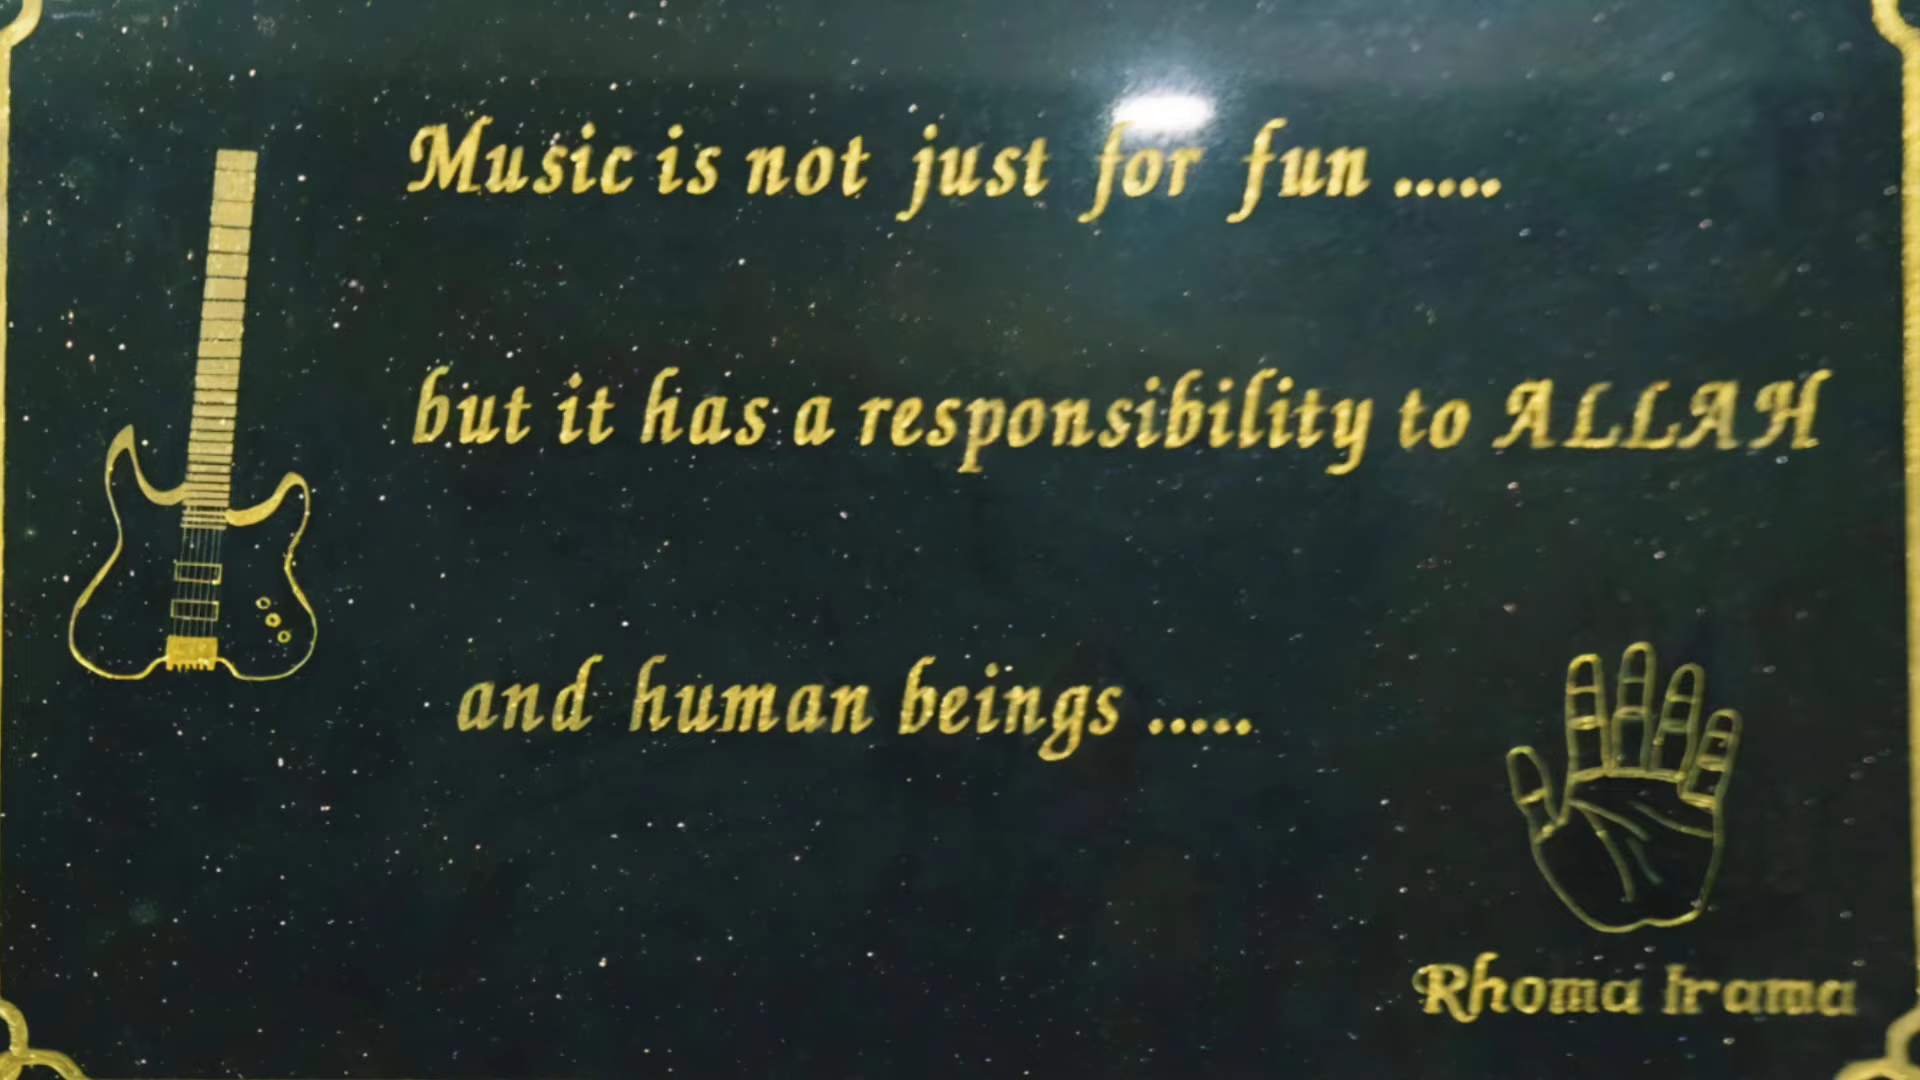 Music is not just for fun .....
but it has a responsibility to ALLAH
and human beings .....
Rhoma Irama